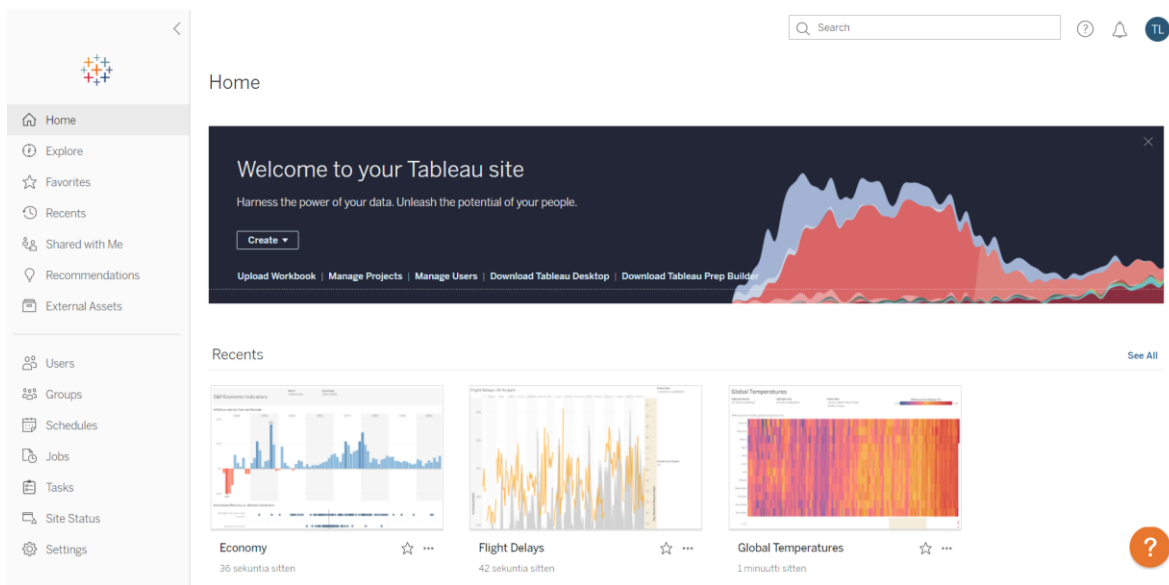 Search
?
TL
Home
Home
Explore
Favorites
Recents
Shared with Me
Recommendations
External Assets
Users
Groups
Schedules
Jobs
Tasks
Site Status
Settings
Welcome to your Tableau site
Harness the power of your data. Unleash the potential of your people.
Create
Upload Workbook | Manage Projects | Manage Users | Download Tableau Desktop | Download Tableau Prep Builder
Recents
See All
S&P Economic Indicators
Global Temperatures
Economy
36 sekuntia sitten
Flight Delays
42 sekuntia sitten
Global Temperatures
1 minuutti sitten
?